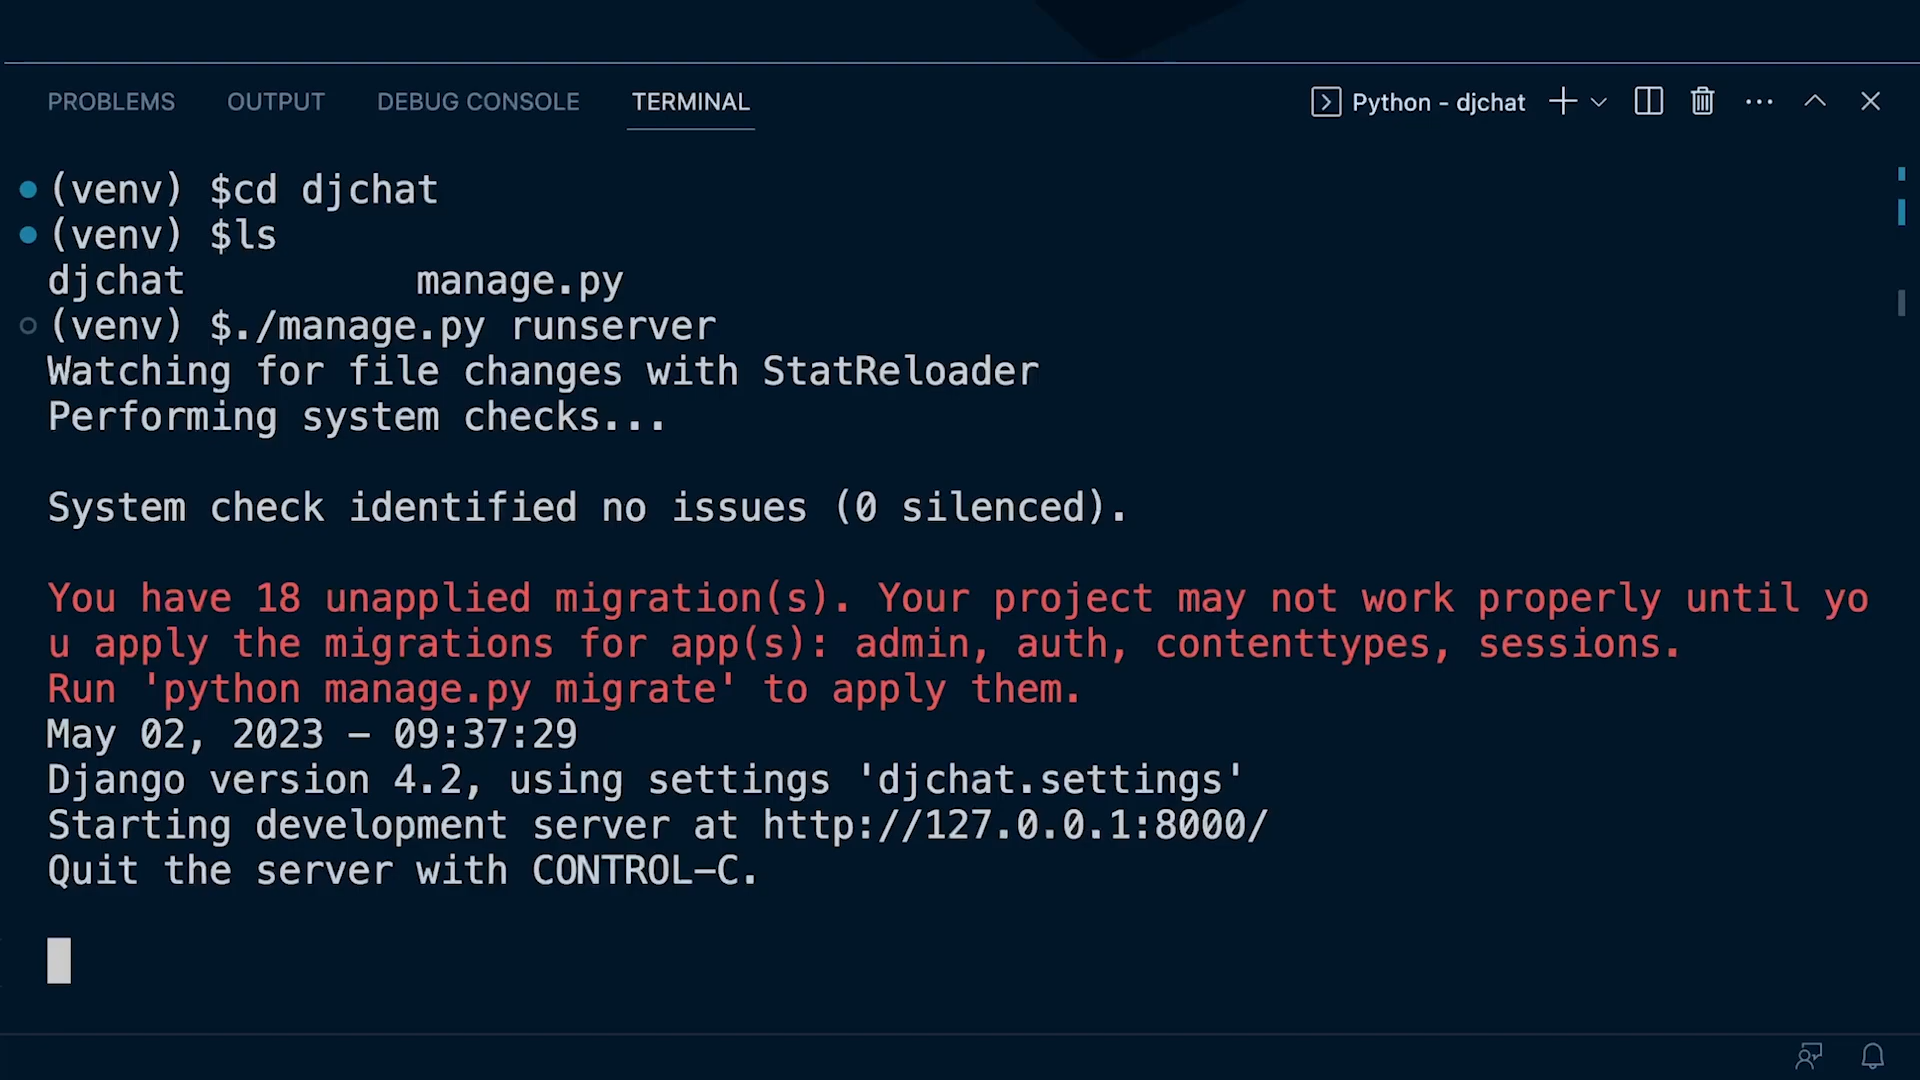 PROBLEMS OUTPUT DEBUG CONSOLE TERMINAL Python - djchat
(venv) $cd djchat
(venv) $ls
djchat manage.py
(venv) $./manage.py runserver
Watching for file changes with StatReloader
Performing system checks...
System check identified no issues (0 silenced).
You have 18 unapplied migration(s). Your project may not work properly until yo
u apply the migrations for app(s): admin, auth, contenttypes, sessions.
Run 'python manage.py migrate' to apply them.
May 02, 2023 - 09:37:29
Django version 4.2, using settings 'djchat.settings'
Starting development server at http://127.0.0.1:8000/
Quit the server with CONTROL-C.